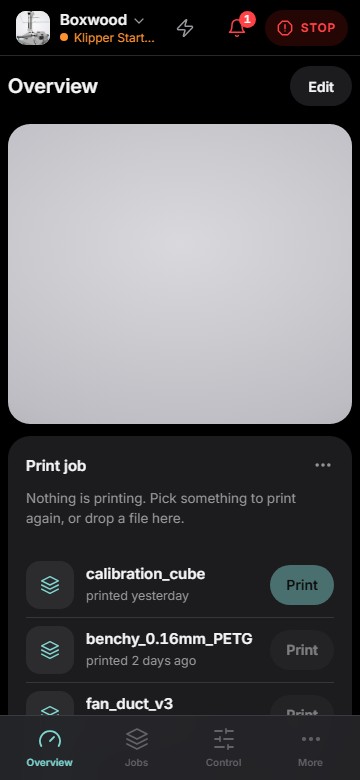 Boxwood
Klipper Start...
1
STOP
Overview
Edit
Print job
Nothing is printing. Pick something to print
again, or drop a file here.
calibration_cube
printed yesterday
Print
benchy_0.16mm_PETG
printed 2 days ago
Print
fan_duct_v3
Print
Overview
Jobs
Control
More